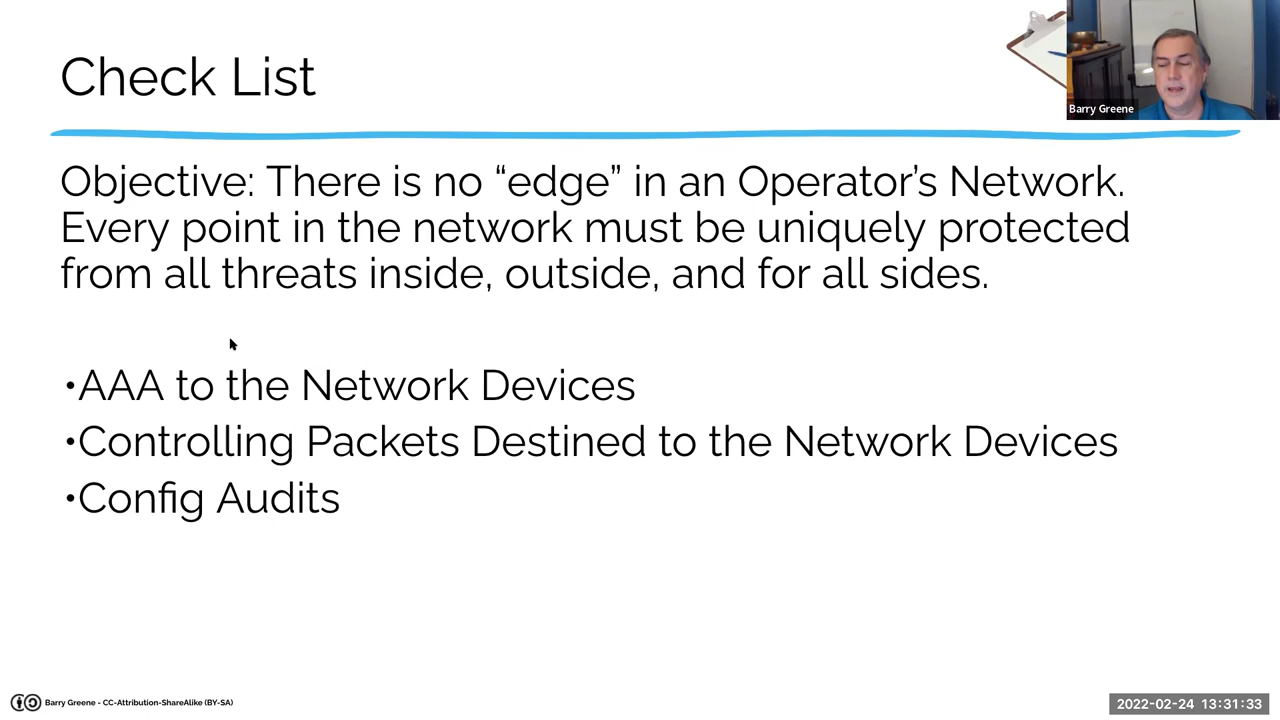 Check List
Barry Greene
Objective: There is no “edge” in an Operator’s Network.
Every point in the network must be uniquely protected
from all threats inside, outside, and for all sides.
•AAA to the Network Devices
•Controlling Packets Destined to the Network Devices
•Config Audits
Barry Greene - CC-Attribution-ShareAlike (BY-SA)
2022-02-24 13:31:33